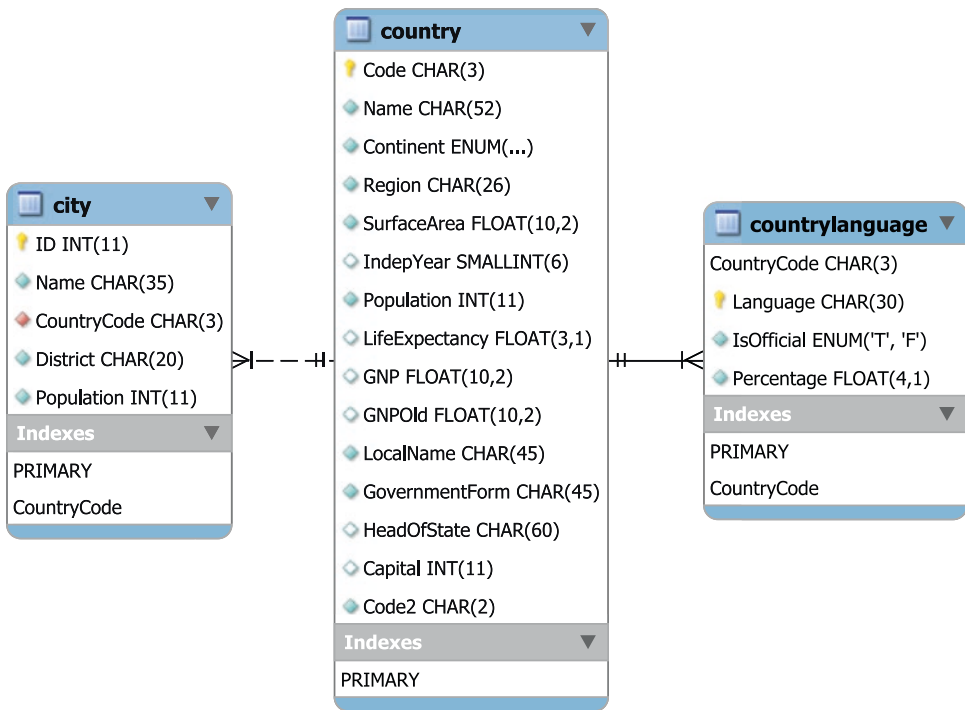 city
ID INT(11)
Name CHAR(35)
CountryCode CHAR(3)
District CHAR(20)
Population INT(11)
Indexes
PRIMARY
CountryCode
country
Code CHAR(3)
Name CHAR(52)
Continent ENUM(...)
Region CHAR(26)
SurfaceArea FLOAT(10,2)
IndepYear SMALLINT(6)
Population INT(11)
LifeExpectancy FLOAT(3,1)
GNP FLOAT(10,2)
GNPOld FLOAT(10,2)
LocalName CHAR(45)
GovernmentForm CHAR(45)
HeadOfState CHAR(60)
Capital INT(11)
Code2 CHAR(2)
Indexes
PRIMARY
countrylanguage
CountryCode CHAR(3)
Language CHAR(30)
IsOfficial ENUM('T', 'F')
Percentage FLOAT(4,1)
Indexes
PRIMARY
CountryCode